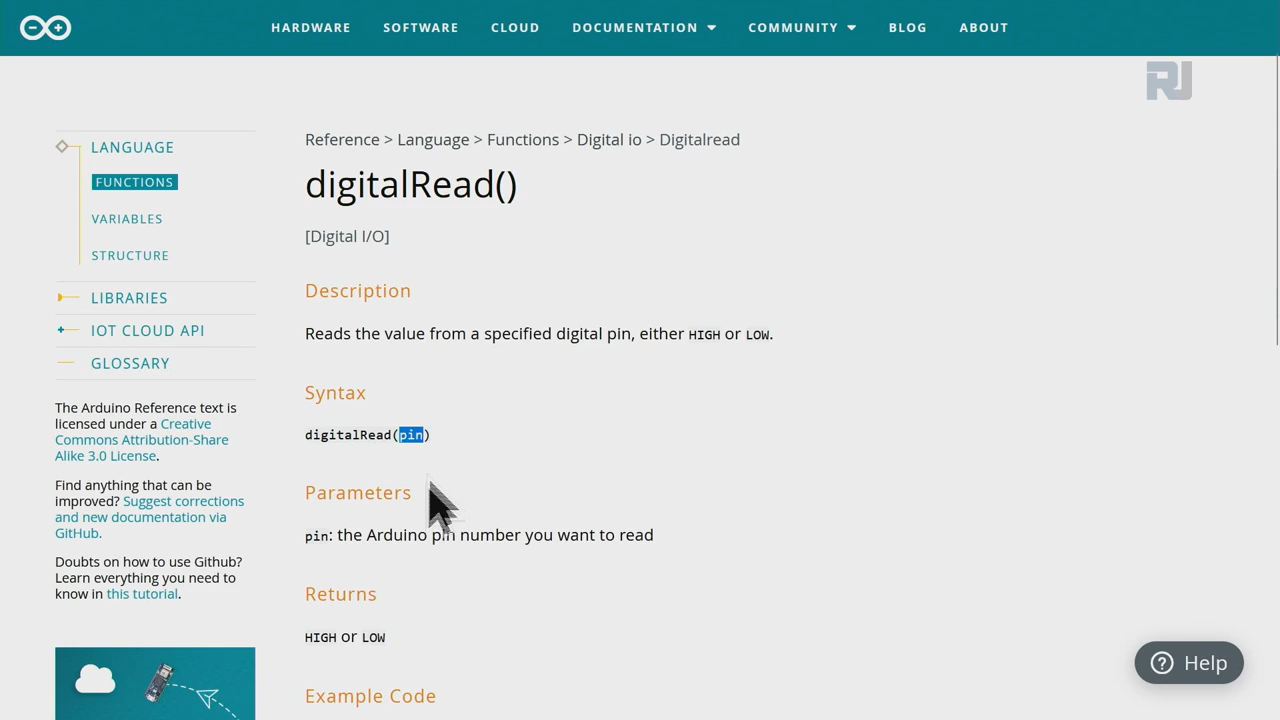 HARDWARE SOFTWARE CLOUD DOCUMENTATION COMMUNITY BLOG ABOUT
RJ
LANGUAGE
FUNCTIONS
VARIABLES
STRUCTURE
LIBRARIES
IOT CLOUD API
GLOSSARY
The Arduino Reference text is
licensed under a Creative
Commons Attribution-Share
Alike 3.0 License.
Find anything that can be
improved? Suggest corrections
and new documentation via
GitHub.
Doubts on how to use Github?
Learn everything you need to
know in this tutorial.
Reference > Language > Functions > Digital io > Digitalread
digitalRead()
[Digital I/O]
Description
Reads the value from a specified digital pin, either HIGH or LOW.
Syntax
digitalRead(pin)
Parameters
pin: the Arduino pin number you want to read
Returns
HIGH or LOW
Example Code
Help